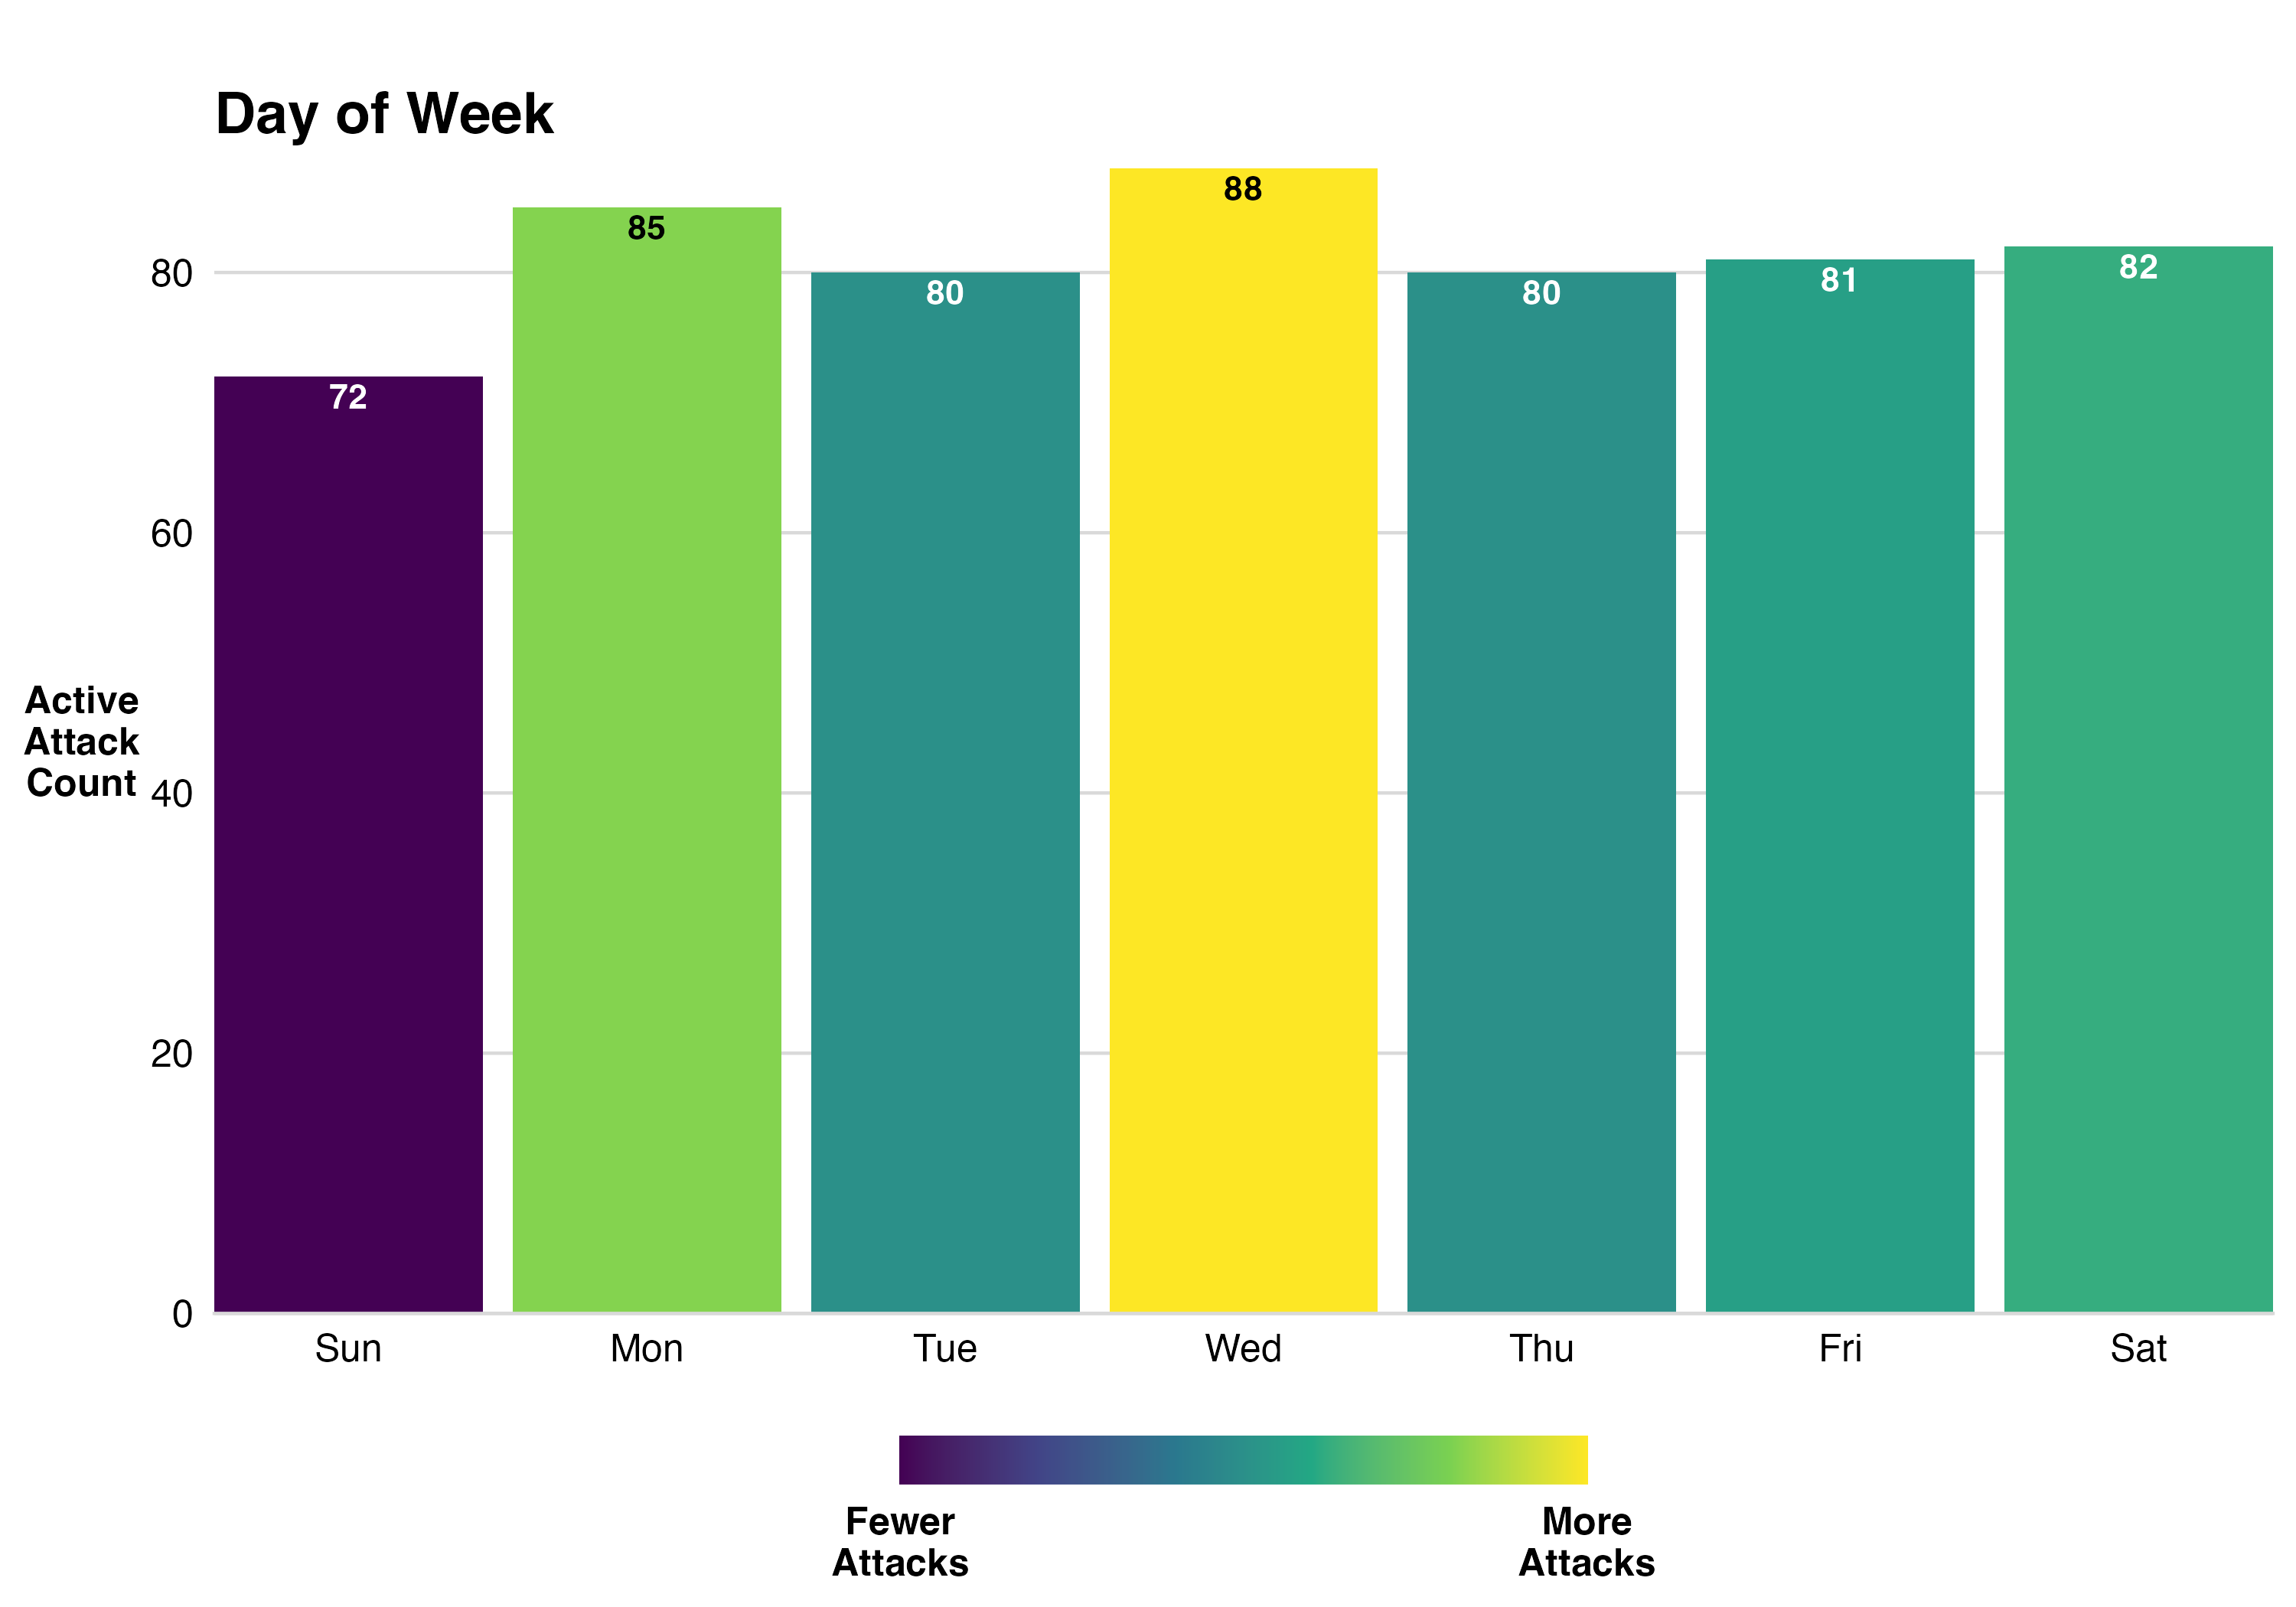 Day of Week
88
85
82
81
80
80
80
72
60
Active
Attack
Count
40
20
0
Sun Mon Tue Wed Thu Fri Sat
Fewer
Attacks
More
Attacks